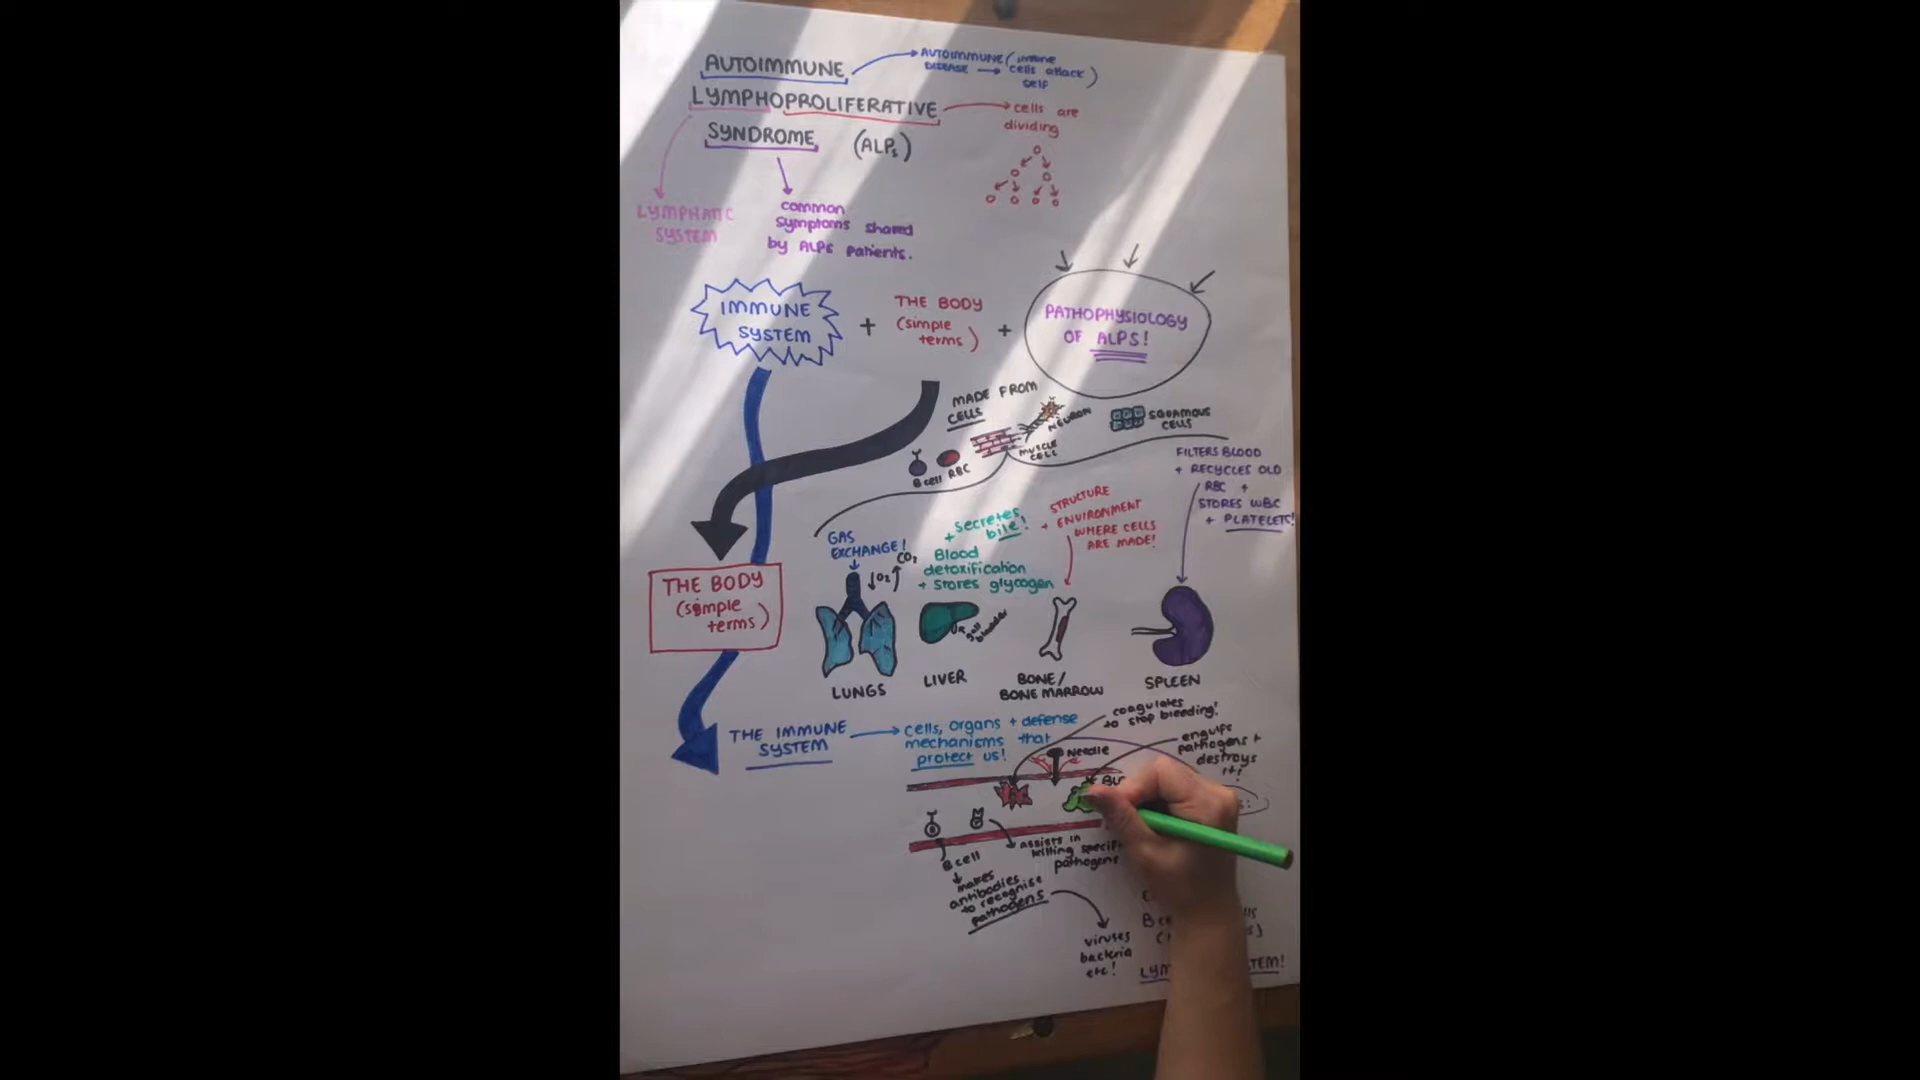 AUTOIMMUNE
LYMPHOPROLIFERATIVE
SYNDROME (ALPs)
AUTOIMMUNE (immune
DISEASE cells attack
self)
cells are
dividing
LYMPHATIC
SYSTEM
common
symptoms shared
by ALPs patients.
IMMUNE
SYSTEM
+
THE BODY
(simple
terms)
+
PATHOPHYSIOLOGY
OF ALPS!
MADE FROM
CELLS
B cell
RBC
MUSCLE
CELL
NEURON
SQUAMOUS
CELLS
GAS
EXCHANGE!
O2
CO2
+ secretes
bile!
Blood
detoxification
+ stores glycogen
STRUCTURE
+ ENVIRONMENT
WHERE CELLS
ARE MADE!
FILTERS BLOOD
+ RECYCLES OLD
RBC +
STORES WBC
+ PLATELETS!
THE BODY
(simple
terms)
gall
bladder
LUNGS
LIVER
BONE/
BONE MARROW
SPLEEN
THE IMMUNE
SYSTEM
cells, organs + defense
mechanisms that
protect us!
coagulates
to stop bleeding!
engulfs
pathogens +
destroys
it!
Needle
B cell
makes
antibodies
to recognise
pathogens
assists in
killing
pathogens
viruses
bacteria
etc!